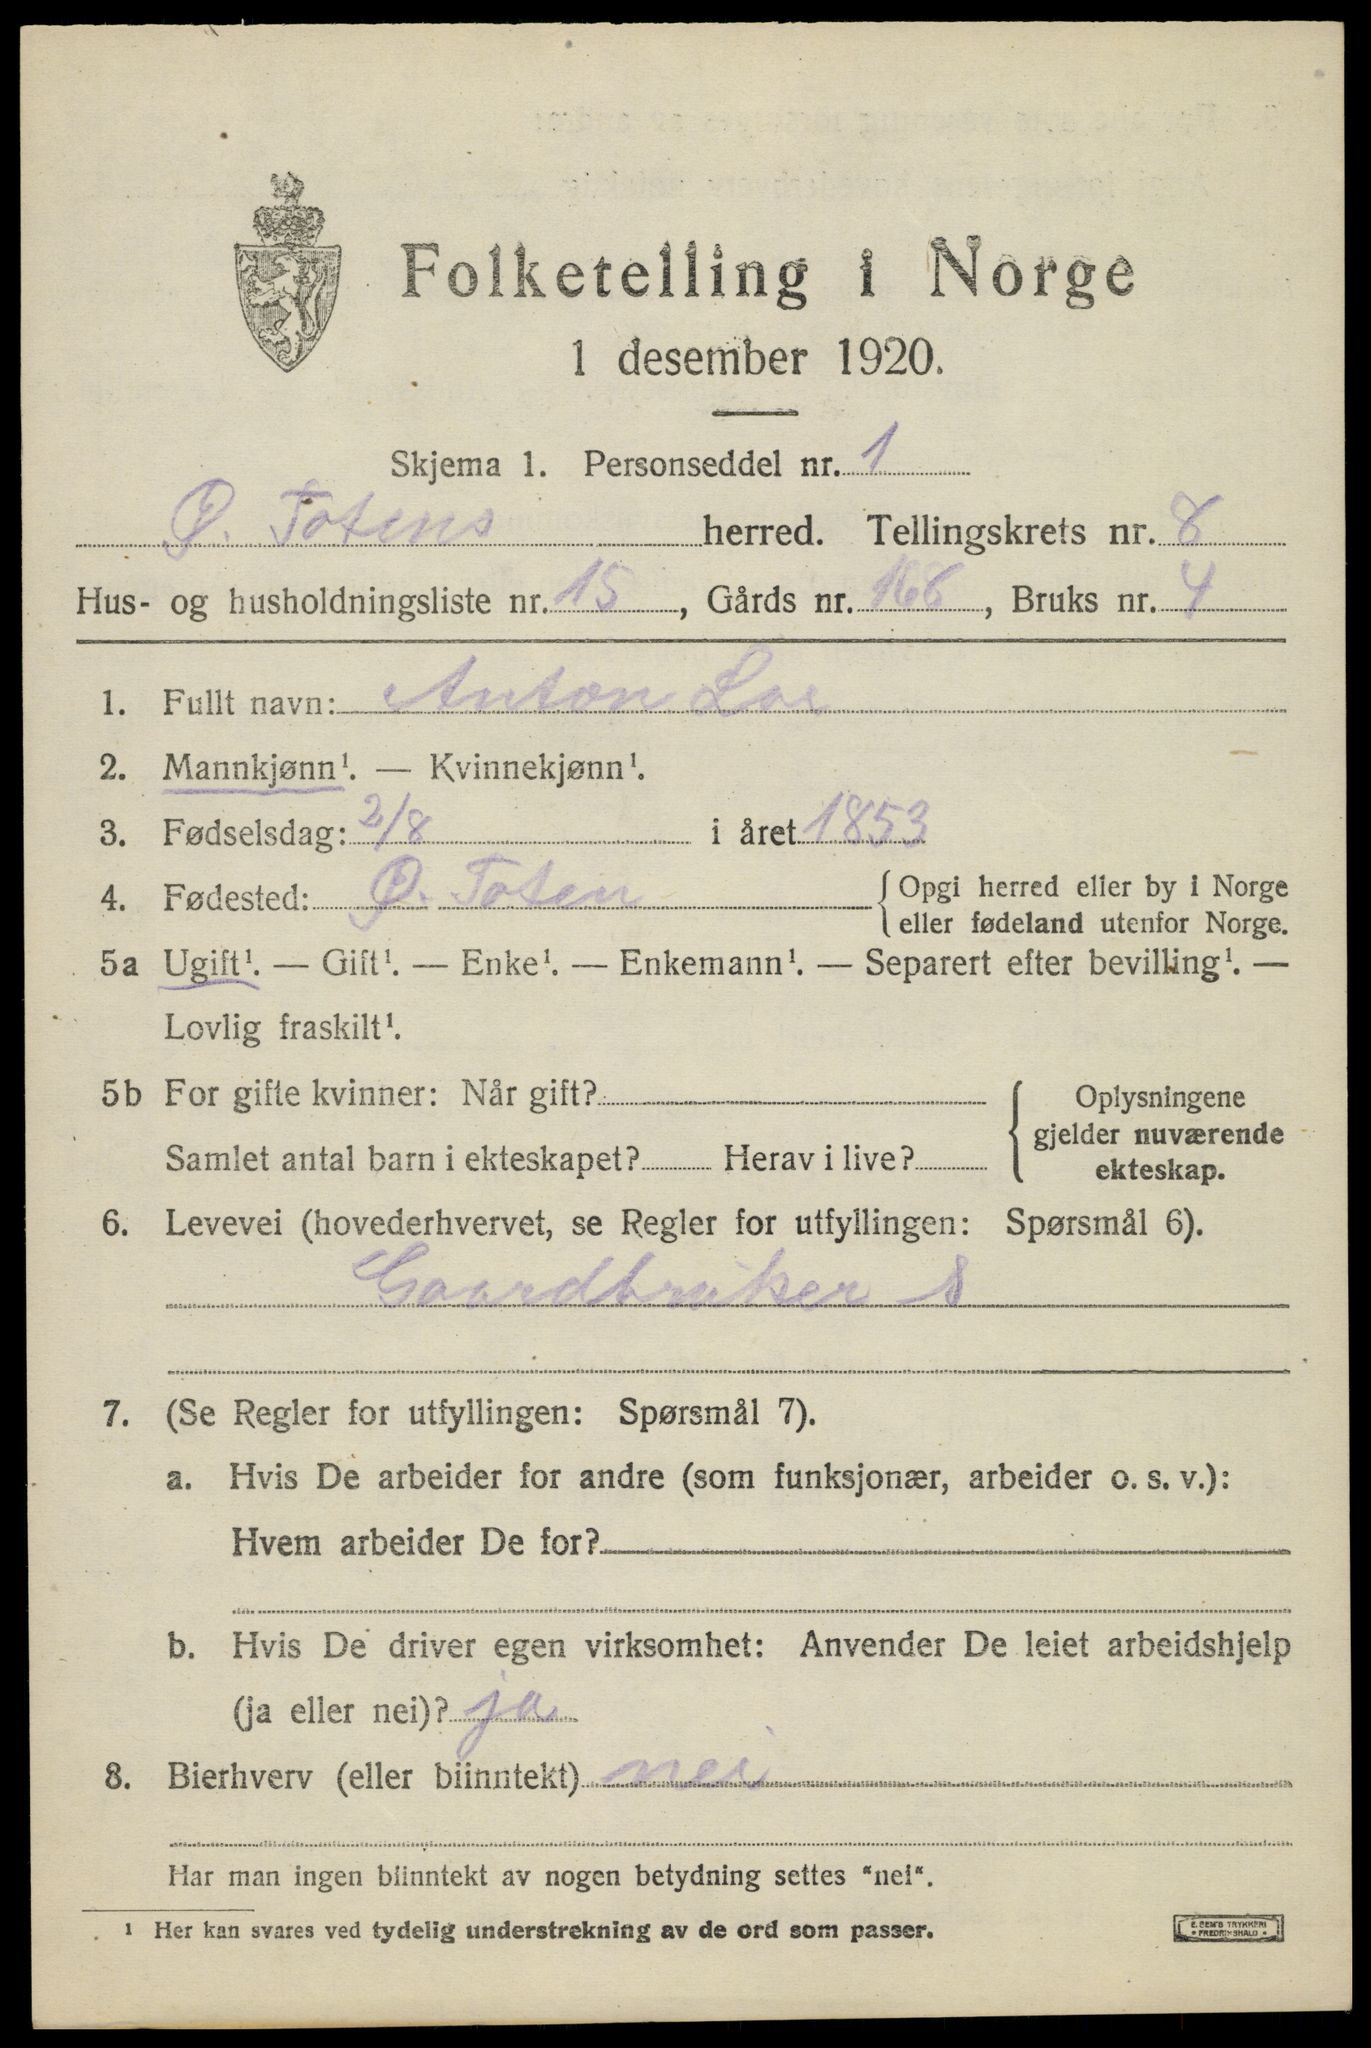 Folketelling i Norge
1 desember 1920.
Skjema 1. Personseddel nr. 1
Ø. Totens herred. Tellingskrets nr. 8
Hus- og husholdningsliste nr. 15, Gårds nr. 168, Bruks nr. 4
1. Fullt navn: Anton Loe
2. Mannkjønn¹. — Kvinnekjønn¹.
3. Fødselsdag: 2/8 i året 1853
4. Fødested: Ø. Toten { Opgi herred eller by i Norge
eller fødeland utenfor Norge.
5a Ugift¹. — Gift¹. — Enke¹. — Enkemann¹. — Separert efter bevilling¹. —
Lovlig fraskilt¹.
5b For gifte kvinner: Når gift?
Samlet antal barn i ekteskapet? Herav i live?
{ Oplysningene
gjelder nuværende
ekteskap.
6. Levevei (hovederhvervet, se Regler for utfyllingen: Spørsmål 6).
Gaardbruker s
7. (Se Regler for utfyllingen: Spørsmål 7).
a. Hvis De arbeider for andre (som funksjonær, arbeider o. s. v.):
Hvem arbeider De for?
b. Hvis De driver egen virksomhet: Anvender De leiet arbeidshjelp
(ja eller nei)? ja
8. Bierhverv (eller biinntekt) nei
Har man ingen biinntekt av nogen betydning settes "nei".
¹ Her kan svares ved tydelig understrekning av de ord som passer.
E. SEM'S TRYKKERI
* FREDRIKSHALD *